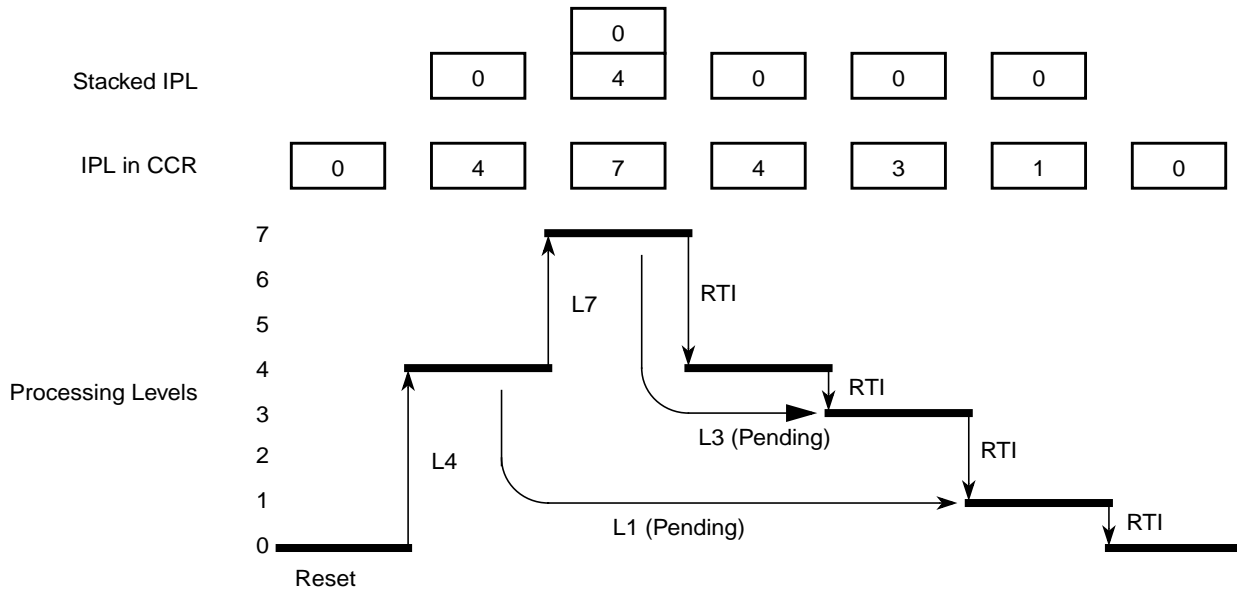 0
Stacked IPL 0 4 0 0 0
IPL in CCR 0 4 7 4 3 1 0
7
6
L7 RTI
5
4
Processing Levels RTI
3
L3 (Pending)
2
L4 RTI
1
L1 (Pending) RTI
0
Reset